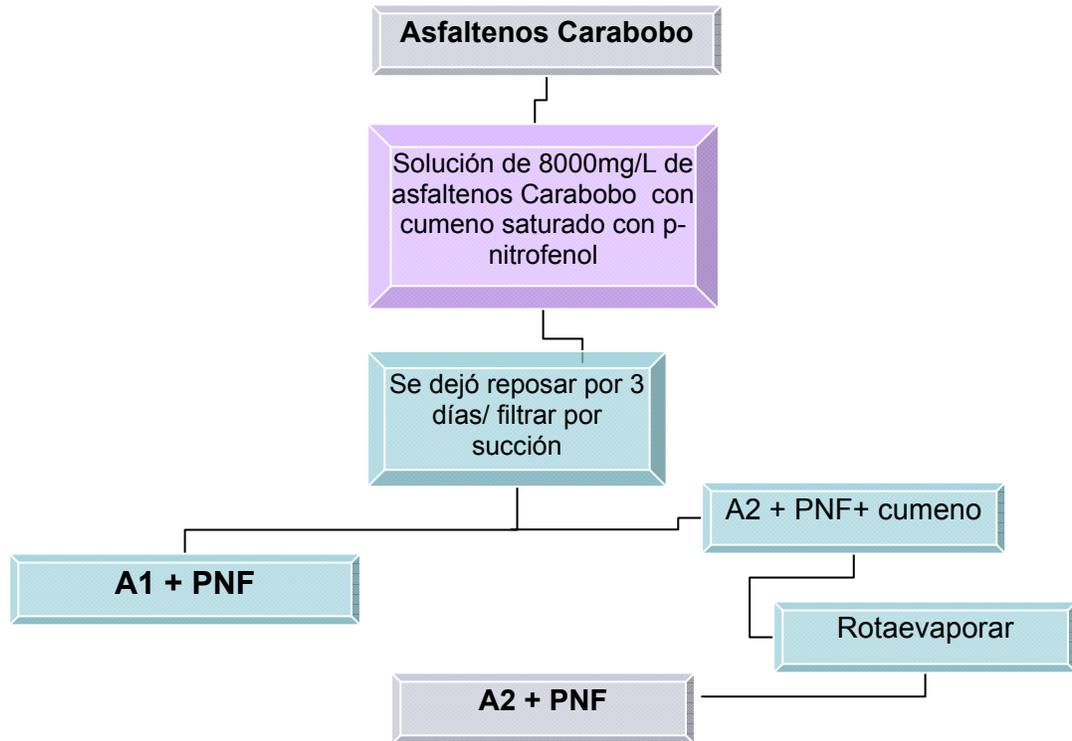 Asfaltenos Carabobo
Solución de 8000mg/L de
asfaltenos Carabobo con
cumeno saturado con p-
nitrofenol
Se dejó reposar por 3
días/ filtrar por
succión
A2 + PNF+ cumeno
A1 + PNF
Rotaevaporar
A2 + PNF